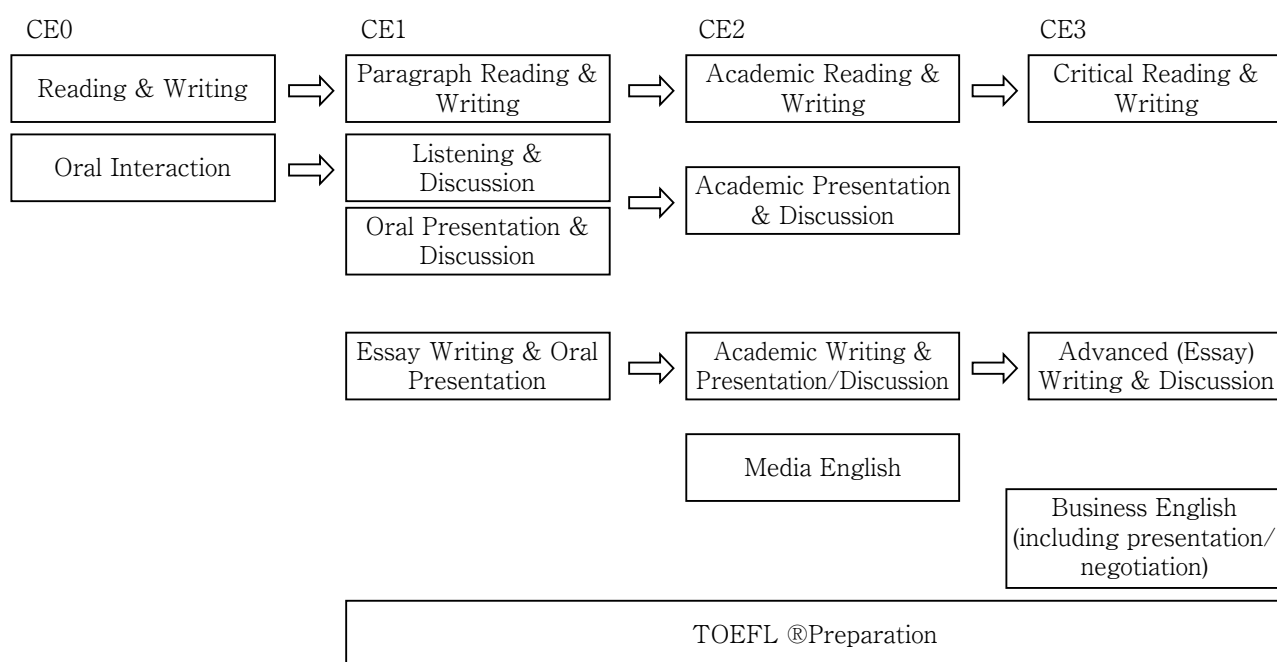 CE0
CE1
CE2
CE3
Reading & Writing
Paragraph Reading &
Writing
Academic Reading &
Writing
Critical Reading &
Writing
Oral Interaction
Listening &
Discussion
Oral Presentation &
Discussion
Academic Presentation
& Discussion
Essay Writing & Oral
Presentation
Academic Writing &
Presentation/Discussion
Advanced (Essay)
Writing & Discussion
Media English
Business English
(including presentation/
negotiation)
TOEFL ®Preparation